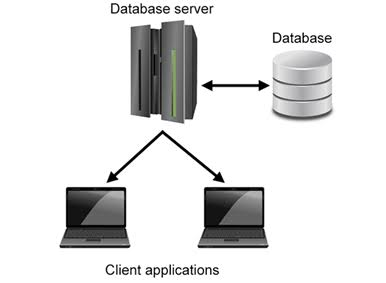 Database server
Database
Client applications